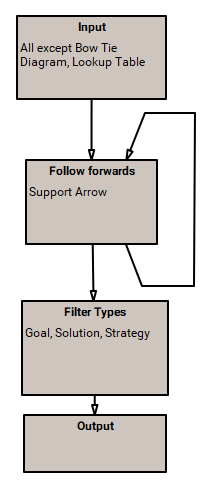 Input
All except Bow Tie
Diagram, Lookup Table
Follow forwards
Support Arrow
Filter Types
Goal, Solution, Strategy
Output